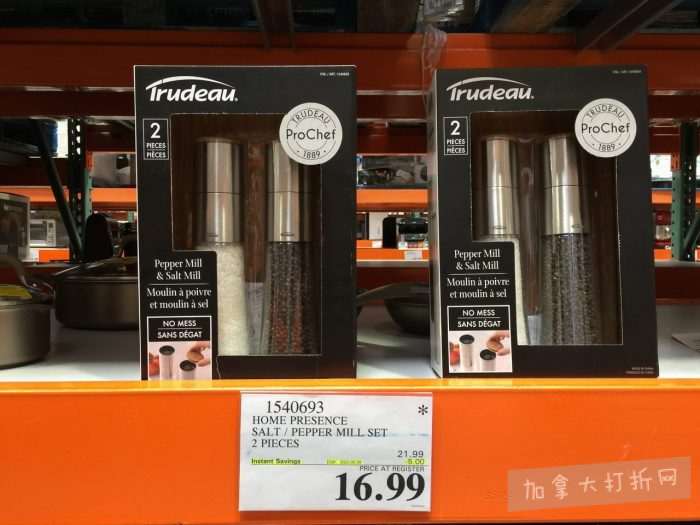 Trudeau
TRUDEAU
ProChef
1889
2
PIECES
PIÈCES
Pepper Mill
& Salt Mill
Moulin à poivre
et moulin à sel
NO MESS
SANS DÉGAT
Trudeau
TRUDEAU
ProChef
1889
2
PIECES
PIÈCES
Pepper Mill
& Salt Mill
Moulin à poivre
et moulin à sel
NO MESS
SANS DÉGAT
1540693 *
HOME PRESENCE
SALT / PEPPER MILL SET
2 PIECES
21.99
Instant Savings -5.00
PRICE AT REGISTER
16.99
加拿大打折网